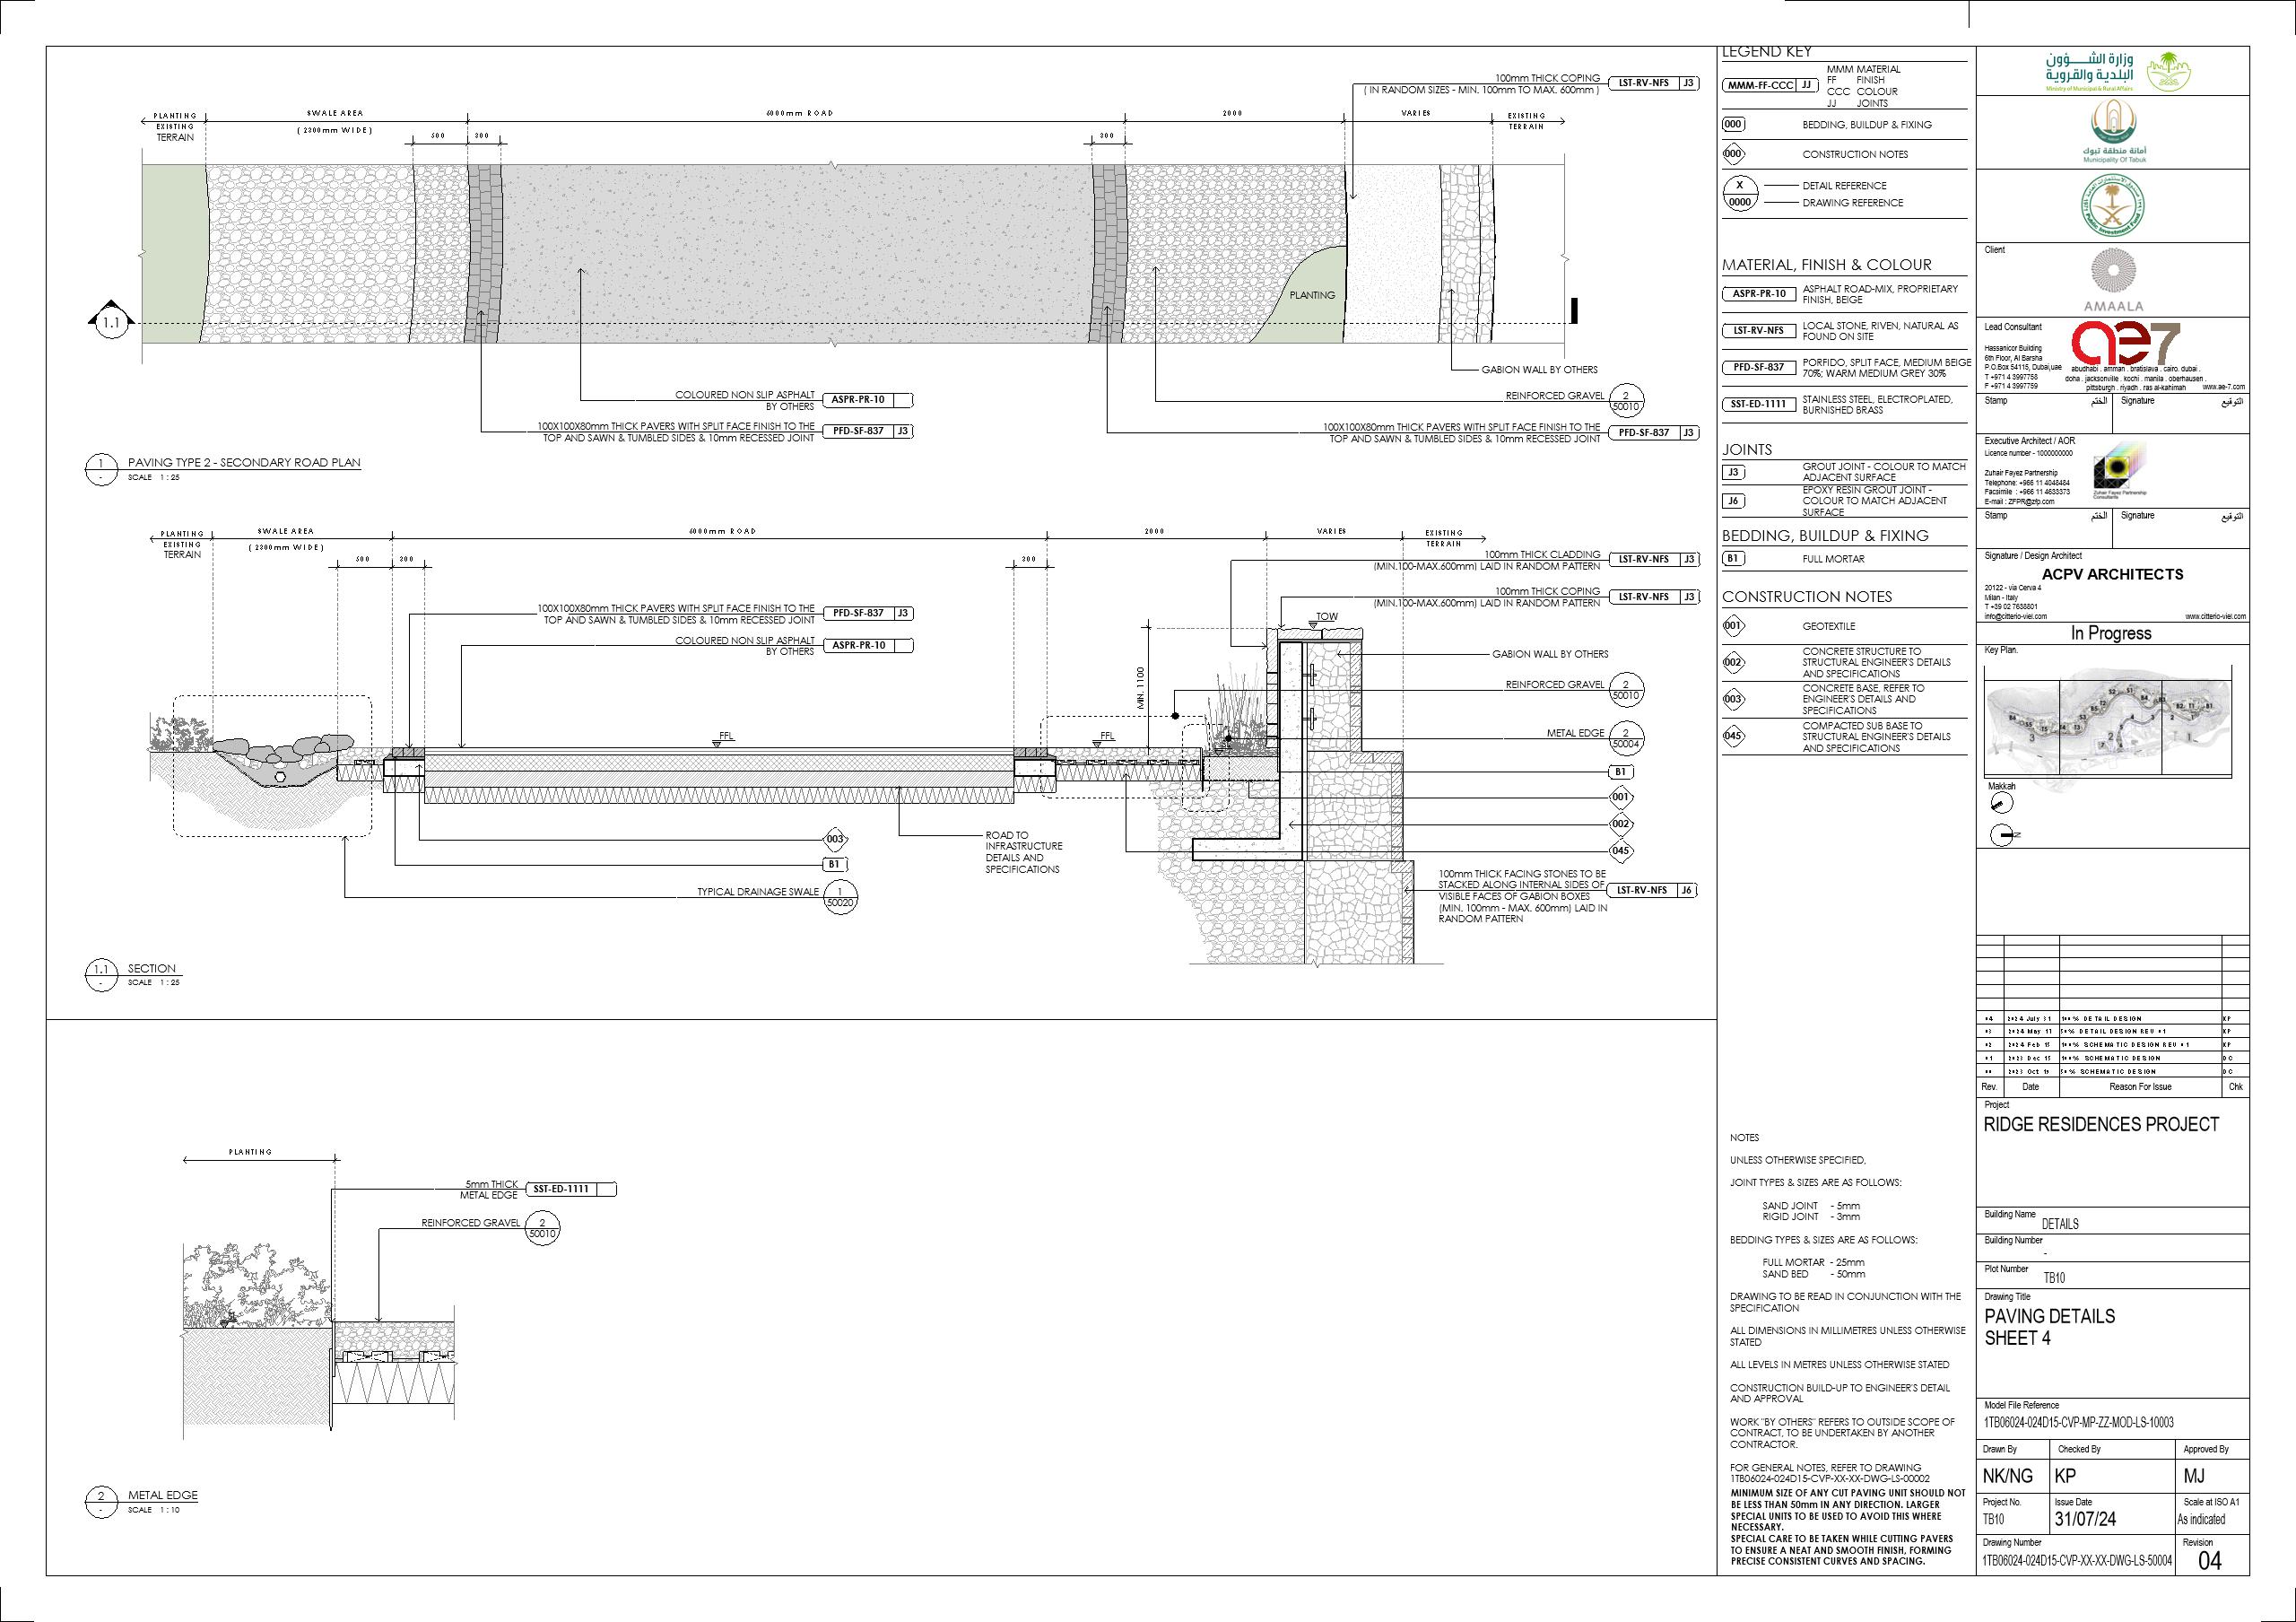 PLANTING
EXISTING
TERRAIN
SWALE AREA
( 2300mm WIDE )
500
300
6000mm ROAD
300
2000
VARIES
EXISTING
TERRAIN
100mm THICK COPING
( IN RANDOM SIZES - MIN. 100mm TO MAX. 600mm )
LST-RV-NFS J3
PLANTING
1.1
COLOURED NON SLIP ASPHALT
BY OTHERS
ASPR-PR-10
100X100X80mm THICK PAVERS WITH SPLIT FACE FINISH TO THE
TOP AND SAWN & TUMBLED SIDES & 10mm RECESSED JOINT
PFD-SF-837 J3
GABION WALL BY OTHERS
REINFORCED GRAVEL
2
50010
100X100X80mm THICK PAVERS WITH SPLIT FACE FINISH TO THE
TOP AND SAWN & TUMBLED SIDES & 10mm RECESSED JOINT
PFD-SF-837 J3
1
-
PAVING TYPE 2 - SECONDARY ROAD PLAN
SCALE 1 : 25
PLANTING
EXISTING
TERRAIN
SWALE AREA
( 2300mm WIDE )
500
300
6000mm ROAD
300
2000
VARIES
EXISTING
TERRAIN
100mm THICK CLADDING
(MIN.100-MAX.600mm) LAID IN RANDOM PATTERN
LST-RV-NFS J3
100mm THICK COPING
(MIN.100-MAX.600mm) LAID IN RANDOM PATTERN
LST-RV-NFS J3
100X100X80mm THICK PAVERS WITH SPLIT FACE FINISH TO THE
TOP AND SAWN & TUMBLED SIDES & 10mm RECESSED JOINT
PFD-SF-837 J3
COLOURED NON SLIP ASPHALT
BY OTHERS
ASPR-PR-10
TOW
MIN. 1100
GABION WALL BY OTHERS
REINFORCED GRAVEL
2
50010
METAL EDGE
2
50004
FFL
FFL
B1
001
002
045
003
B1
TYPICAL DRAINAGE SWALE
1
50020
ROAD TO
INFRASTRUCTURE
DETAILS AND
SPECIFICATIONS
100mm THICK FACING STONES TO BE
STACKED ALONG INTERNAL SIDES OF
VISIBLE FACES OF GABION BOXES
(MIN. 100mm - MAX. 600mm) LAID IN
RANDOM PATTERN
LST-RV-NFS J6
1.1
-
SECTION
SCALE 1 : 25
PLANTING
5mm THICK
METAL EDGE
SST-ED-1111
REINFORCED GRAVEL
2
50010
2
-
METAL EDGE
SCALE 1 : 10
LEGEND KEY
MMM-FF-CCC JJ
MMM MATERIAL
FF FINISH
CCC COLOUR
JJ JOINTS
000
BEDDING, BUILDUP & FIXING
000
CONSTRUCTION NOTES
X
0000
DETAIL REFERENCE
DRAWING REFERENCE
MATERIAL, FINISH & COLOUR
ASPR-PR-10
ASPHALT ROAD-MIX, PROPRIETARY
FINISH, BEIGE
LST-RV-NFS
LOCAL STONE, RIVEN, NATURAL AS
FOUND ON SITE
PFD-SF-837
PORFIDO, SPLIT FACE, MEDIUM BEIGE
70%; WARM MEDIUM GREY 30%
SST-ED-1111
STAINLESS STEEL, ELECTROPLATED,
BURNISHED BRASS
JOINTS
J3
GROUT JOINT - COLOUR TO MATCH
ADJACENT SURFACE
J6
EPOXY RESIN GROUT JOINT -
COLOUR TO MATCH ADJACENT
SURFACE
BEDDING, BUILDUP & FIXING
B1
FULL MORTAR
CONSTRUCTION NOTES
001
GEOTEXTILE
002
CONCRETE STRUCTURE TO
STRUCTURAL ENGINEER'S DETAILS
AND SPECIFICATIONS
003
CONCRETE BASE, REFER TO
ENGINEER'S DETAILS AND
SPECIFICATIONS
045
COMPACTED SUB BASE TO
STRUCTURAL ENGINEER'S DETAILS
AND SPECIFICATIONS
NOTES
UNLESS OTHERWISE SPECIFIED,
JOINT TYPES & SIZES ARE AS FOLLOWS:
SAND JOINT - 5mm
RIGID JOINT - 3mm
BEDDING TYPES & SIZES ARE AS FOLLOWS:
FULL MORTAR - 25mm
SAND BED - 50mm
DRAWING TO BE READ IN CONJUNCTION WITH THE
SPECIFICATION
ALL DIMENSIONS IN MILLIMETRES UNLESS OTHERWISE
STATED
ALL LEVELS IN METRES UNLESS OTHERWISE STATED
CONSTRUCTION BUILD-UP TO ENGINEER'S DETAIL
AND APPROVAL
WORK "BY OTHERS" REFERS TO OUTSIDE SCOPE OF
CONTRACT, TO BE UNDERTAKEN BY ANOTHER
CONTRACTOR.
FOR GENERAL NOTES, REFER TO DRAWING
1TB06024-024D15-CVP-XX-XX-DWG-LS-00002
MINIMUM SIZE OF ANY CUT PAVING UNIT SHOULD NOT
BE LESS THAN 50mm IN ANY DIRECTION. LARGER
SPECIAL UNITS TO BE USED TO AVOID THIS WHERE
NECESSARY.
SPECIAL CARE TO BE TAKEN WHILE CUTTING PAVERS
TO ENSURE A NEAT AND SMOOTH FINISH, FORMING
PRECISE CONSISTENT CURVES AND SPACING.
وزارة الشؤون
البلدية والقروية
Ministry of Municipal & Rural Affairs
أمانة منطقة تبوك
Municipality Of Tabuk
Public Investment Fund
Client
AMAALA
Lead Consultant
Hassanicor Building
6th Floor, Al Barsha
P.O.Box 54115, Dubai,uae
T +971 4 3997758
F +971 4 3997759
ae7
abudhabi . amman . bratislava . cairo. dubai .
doha . jacksonville . kochi . manila . oberhausen .
pittsburgh . riyadh . ras al-kahimah www.ae-7.com
Stamp الختم Signature التوقيع
Executive Architect / AOR
Licence number - 1000000000
Zuhair Fayez Partnership
Telephone: +966 11 4048484
Facsimile : +966 11 4633373
E-mail : ZFPR@zfp.com
Zuhair Fayez Partnership
Consultants
Stamp الختم Signature التوقيع
Signature / Design Architect
ACPV ARCHITECTS
20122 - via Cerva 4
Milan - Italy
T +39 02 7638801
info@citterio-viel.com www.citterio-viel.com
In Progress
Key Plan.
Makkah
N
04 2024 July 31 100% DETAIL DESIGN KP
03 2024 May 50% DETAIL DESIGN REV 01 KP
02 2024 Feb 15 100% SCHEMATIC DESIGN REV 01 KP
01 2023 Dec 15 100% SCHEMATIC DESIGN DC
00 2023 Oct 50% SCHEMATIC DESIGN DC
Rev. Date Reason For Issue Chk
Project
RIDGE RESIDENCES PROJECT
Building Name
DETAILS
Building Number
-
Plot Number
TB10
Drawing Title
PAVING DETAILS
SHEET 4
Model File Reference
1TB06024-024D15-CVP-MP-ZZ-MOD-LS-10003
Drawn By Checked By Approved By
NK/NG KP MJ
Project No. Issue Date Scale at ISO A1
TB10 31/07/24 As indicated
Drawing Number Revision
1TB06024-024D15-CVP-XX-XX-DWG-LS-50004 04